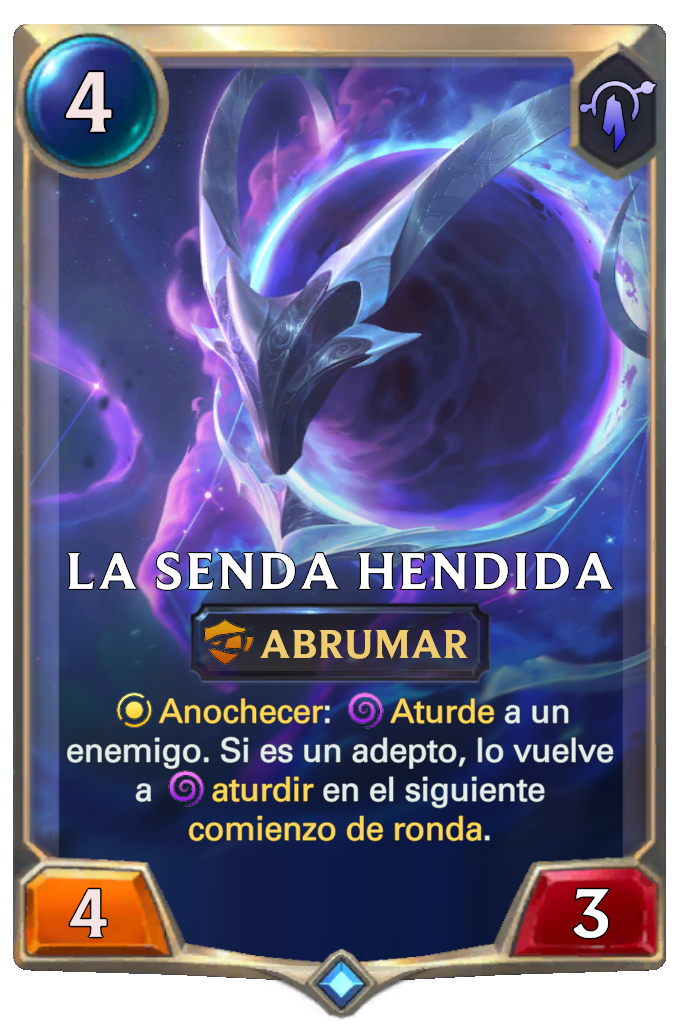 4
LA SENDA HENDIDA
ABRUMAR
Anochecer: Aturde a un
enemigo. Si es un adepto, lo vuelve
a aturdir en el siguiente
comienzo de ronda.
4
3